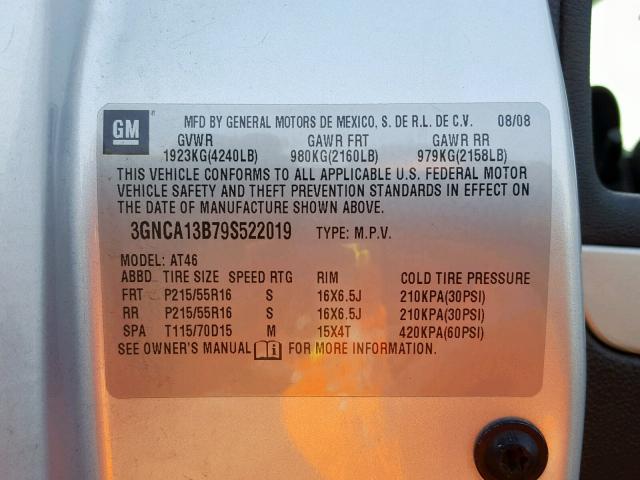 GM
MFD BY GENERAL MOTORS DE MEXICO, S. DE R.L. DE C.V. 08/08
GVWR GAWR FRT GAWR RR
1923KG(4240LB) 980KG(2160LB) 979KG(2158LB)
THIS VEHICLE CONFORMS TO ALL APPLICABLE U.S. FEDERAL MOTOR
VEHICLE SAFETY AND THEFT PREVENTION STANDARDS IN EFFECT ON
THE DATE OF MANUFACTURE SHOWN ABOVE.
3GNCA13B79S522019 TYPE: M.P.V.
MODEL: AT46
ABBD TIRE SIZE SPEED RTG RIM COLD TIRE PRESSURE
FRT P215/55R16 S 16X6.5J 210KPA(30PSI)
RR P215/55R16 S 16X6.5J 210KPA(30PSI)
SPA T115/70D15 M 15X4T 420KPA(60PSI)
SEE OWNER'S MANUAL FOR MORE INFORMATION.